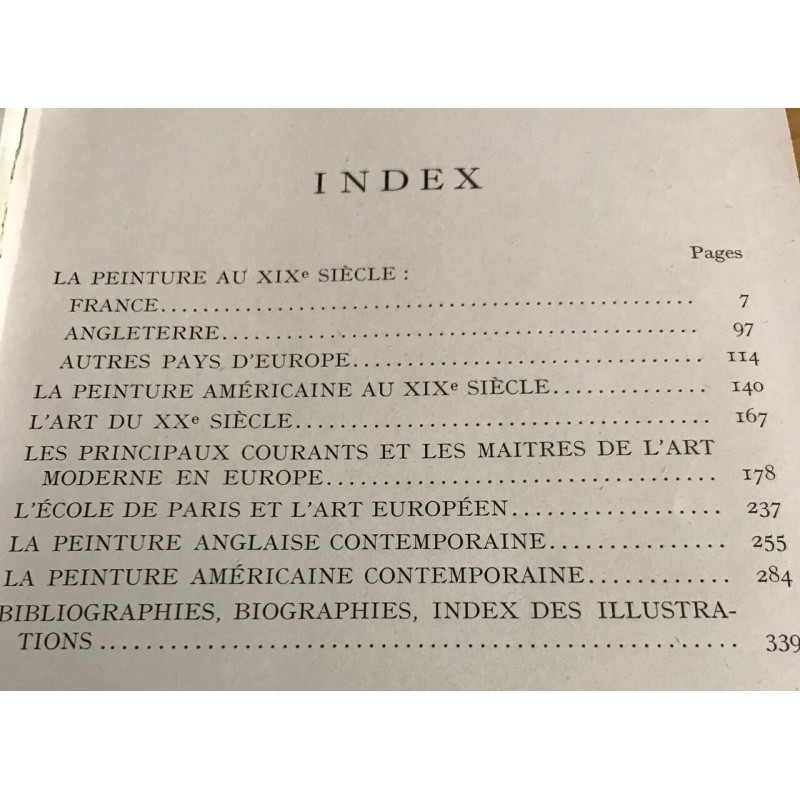 INDEX
Pages
LA PEINTURE AU XIXe SIÈCLE :
FRANCE........................................................ 7
ANGLETERRE.................................................. 97
AUTRES PAYS D'EUROPE.................................... 114
LA PEINTURE AMÉRICAINE AU XIXe SIÈCLE............... 140
L'ART DU XXe SIÈCLE........................................ 167
LES PRINCIPAUX COURANTS ET LES MAITRES DE L'ART
MODERNE EN EUROPE....................................... 178
L'ÉCOLE DE PARIS ET L'ART EUROPÉEN.................... 237
LA PEINTURE ANGLAISE CONTEMPORAINE................ 255
LA PEINTURE AMÉRICAINE CONTEMPORAINE............ 284
BIBLIOGRAPHIES, BIOGRAPHIES, INDEX DES ILLUSTRA-
TIONS........................................................ 339